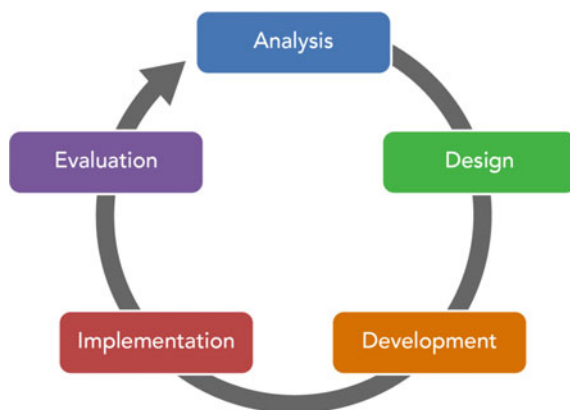 Analysis
Design
Development
Implementation
Evaluation